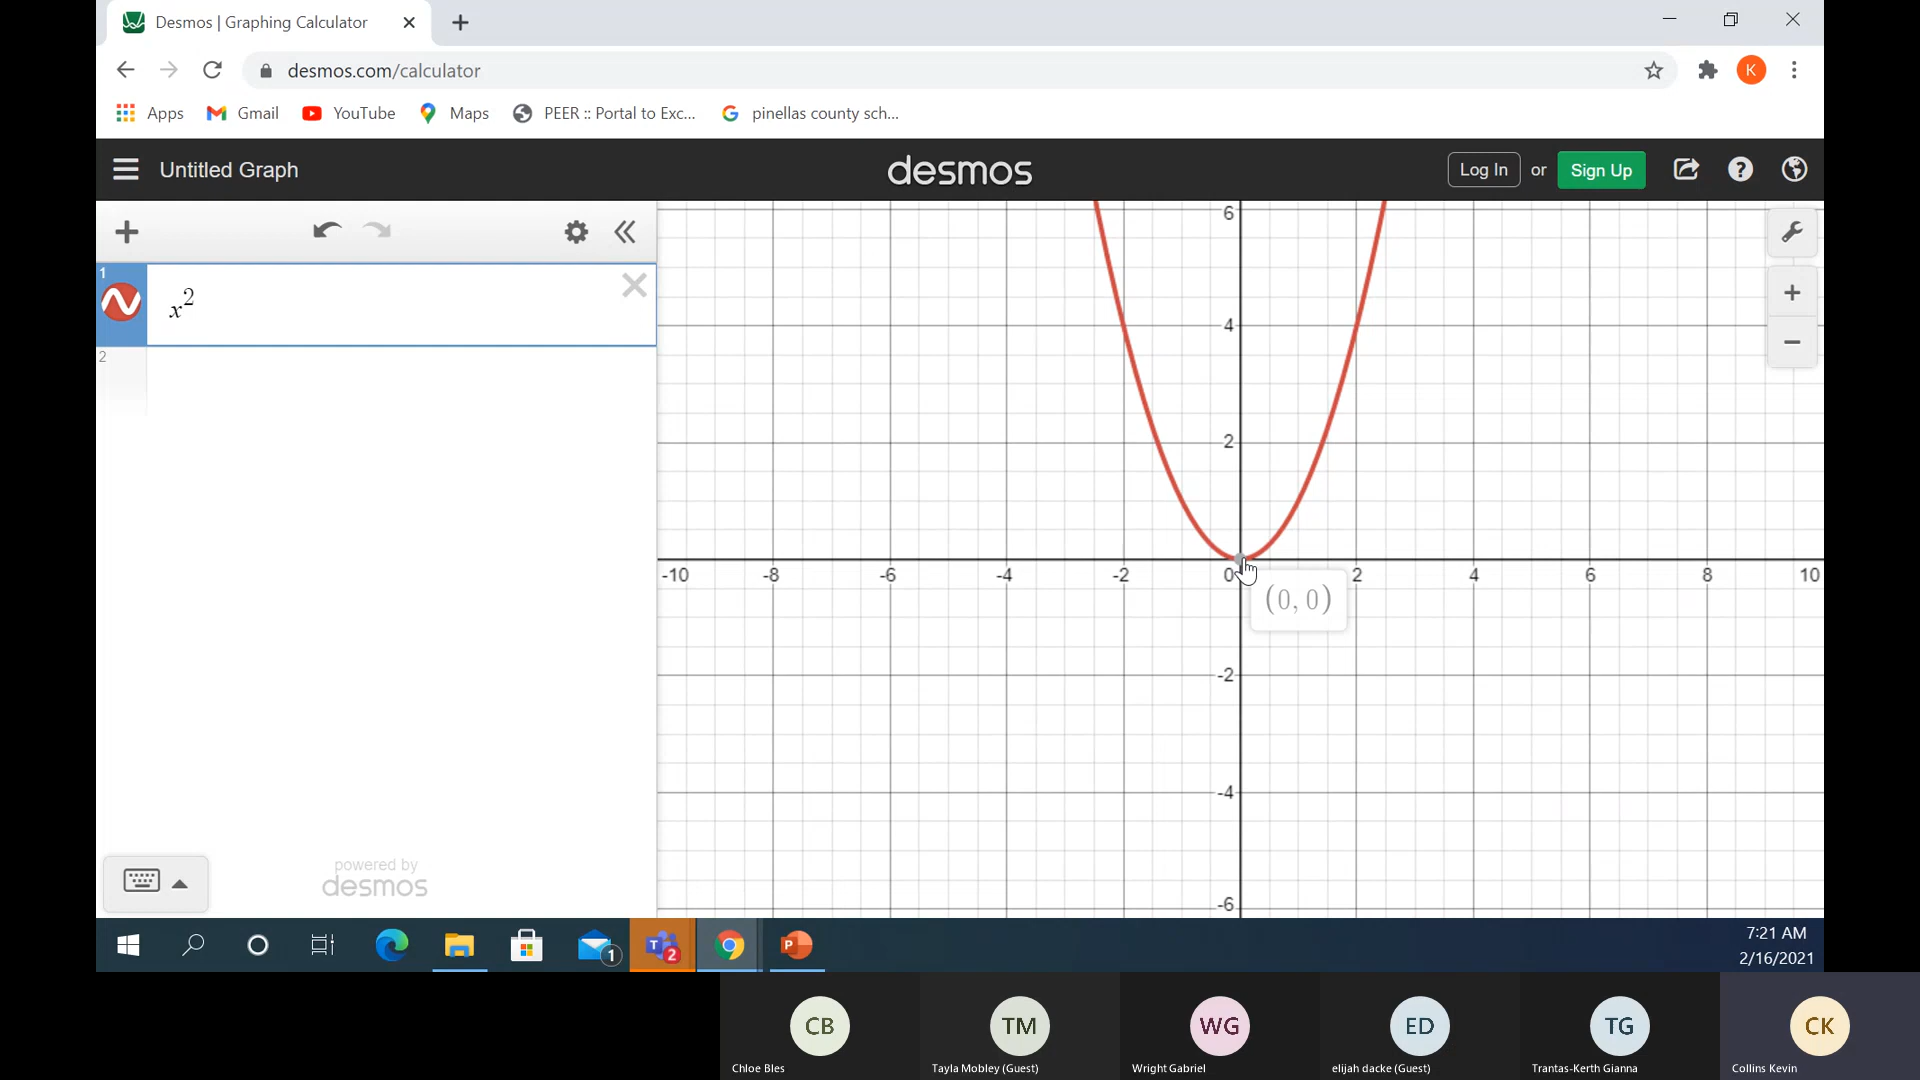 Desmos | Graphing Calculator
desmos.com/calculator
K
Apps Gmail YouTube Maps PEER :: Portal to Exc... pinellas county sch...
Untitled Graph desmos Log In or Sign Up
1
x²
2
6
4
2
-10 -8 -6 -4 -2 0 2 4 6 8 10
(0, 0)
-2
-4
-6
powered by
desmos
1 2 P
7:21 AM
2/16/2021
CB TM WG ED TG CK
Chloe Bles Tayla Mobley (Guest) Wright Gabriel elijah dacke (Guest) Trantas-Kerth Gianna Collins Kevin